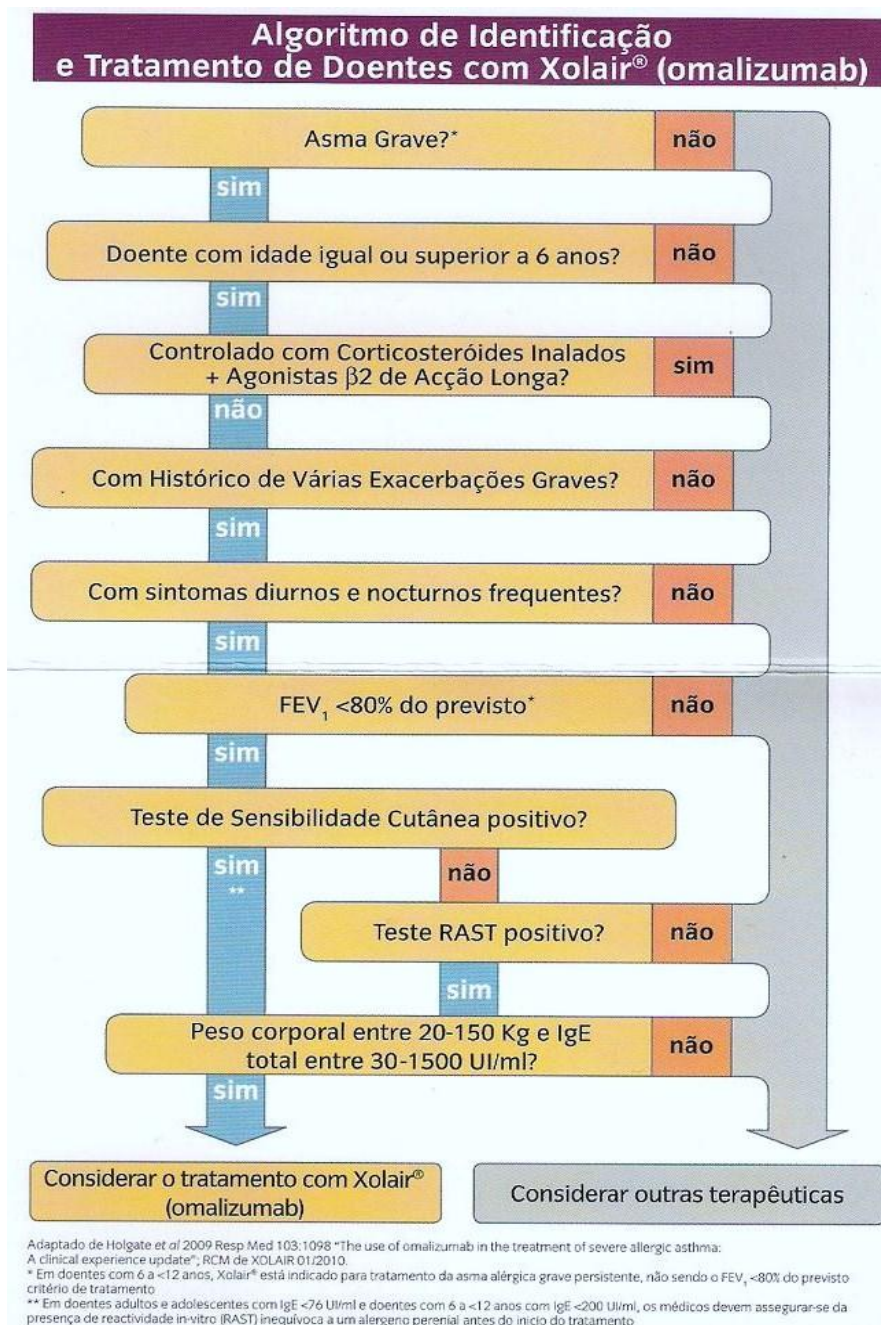 Algoritmo de Identificação
e Tratamento de Doentes com Xolair® (omalizumab)
Asma Grave?*
não
sim
Doente com idade igual ou superior a 6 anos?
não
sim
Controlado com Corticosteróides Inalados
+ Agonistas β2 de Acção Longa?
sim
não
Com Histórico de Várias Exacerbações Graves?
não
sim
Com sintomas diurnos e nocturnos frequentes?
não
sim
FEV₁ <80% do previsto*
não
sim
Teste de Sensibilidade Cutânea positivo?
sim
**
não
Teste RAST positivo?
não
sim
Peso corporal entre 20-150 Kg e IgE
total entre 30-1500 UI/ml?
não
sim
Considerar o tratamento com Xolair®
(omalizumab)
Considerar outras terapêuticas
Adaptado de Holgate et al 2009 Resp Med 103:1098 "The use of omalizumab in the treatment of severe allergic asthma:
A clinical experience update"; RCM de XOLAIR 01/2010.
* Em doentes com 6 a <12 anos, Xolair® está indicado para tratamento da asma alérgica grave persistente, não sendo o FEV₁ <80% do previsto
critério de tratamento
** Em doentes adultos e adolescentes com IgE <76 UI/ml e doentes com 6 a <12 anos com IgE <200 UI/ml, os médicos devem assegurar-se da
presença de reactividade in-vitro (RAST) inequívoca a um alergeno perenial antes do inicio do tratamento